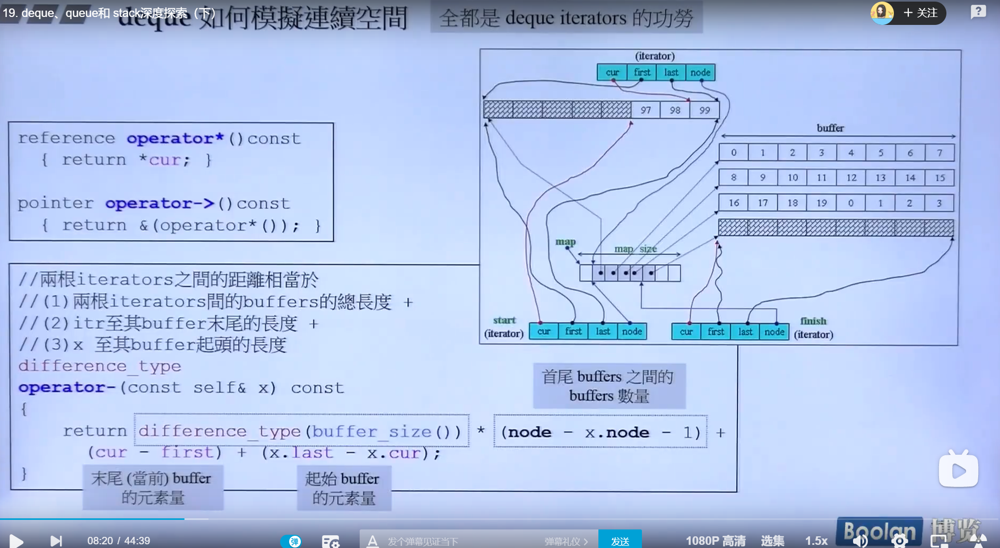 19. deque、queue和 stack深度探索（下）
deque 如何模擬連續空間
全都是 deque iterators 的功勞
+ 关注
reference operator*()const
{ return *cur; }
pointer operator->()const
{ return &(operator*()); }
(iterator)
cur first last node
97 98 99
buffer
0 1 2 3 4 5 6 7
8 9 10 11 12 13 14 15
16 17 18 19 0 1 2 3
map
map size
start
(iterator)
cur first last node
cur first last node
finish
(iterator)
//兩根iterators之間的距離相當於
//(1)兩根iterators間的buffers的總長度 +
//(2)itr至其buffer末尾的長度 +
//(3)x 至其buffer起頭的長度
difference_type
operator-(const self& x) const
{
return difference_type(buffer_size()) * (node - x.node - 1) +
(cur - first) + (x.last - x.cur);
}
首尾 buffers 之間的
buffers 數量
末尾 (當前) buffer
的元素量
起始 buffer
的元素量
Boolan 博览
08:20 / 44:39
弹
发个弹幕见证当下
弹幕礼仪 >
发送
1080P 高清
选集
1.5x